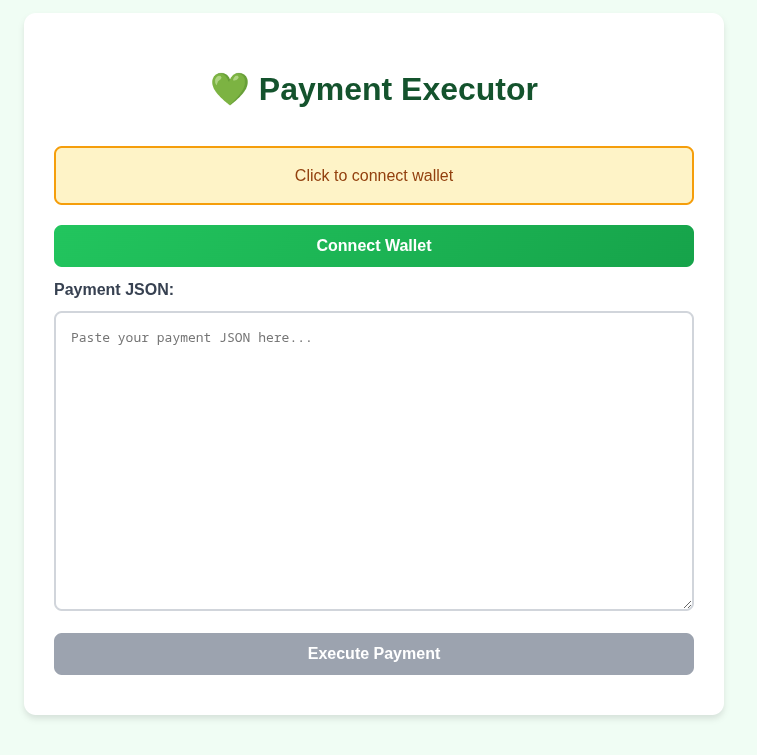 💚 Payment Executor
Click to connect wallet
Connect Wallet
Payment JSON:
Paste your payment JSON here...
Execute Payment